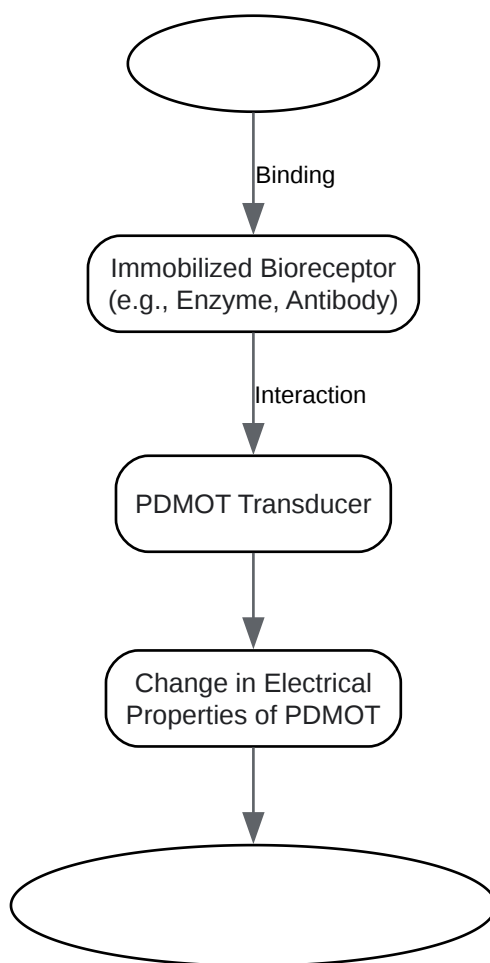 Binding
Immobilized Bioreceptor
(e.g., Enzyme, Antibody)
Interaction
PDMOT Transducer
Change in Electrical
Properties of PDMOT